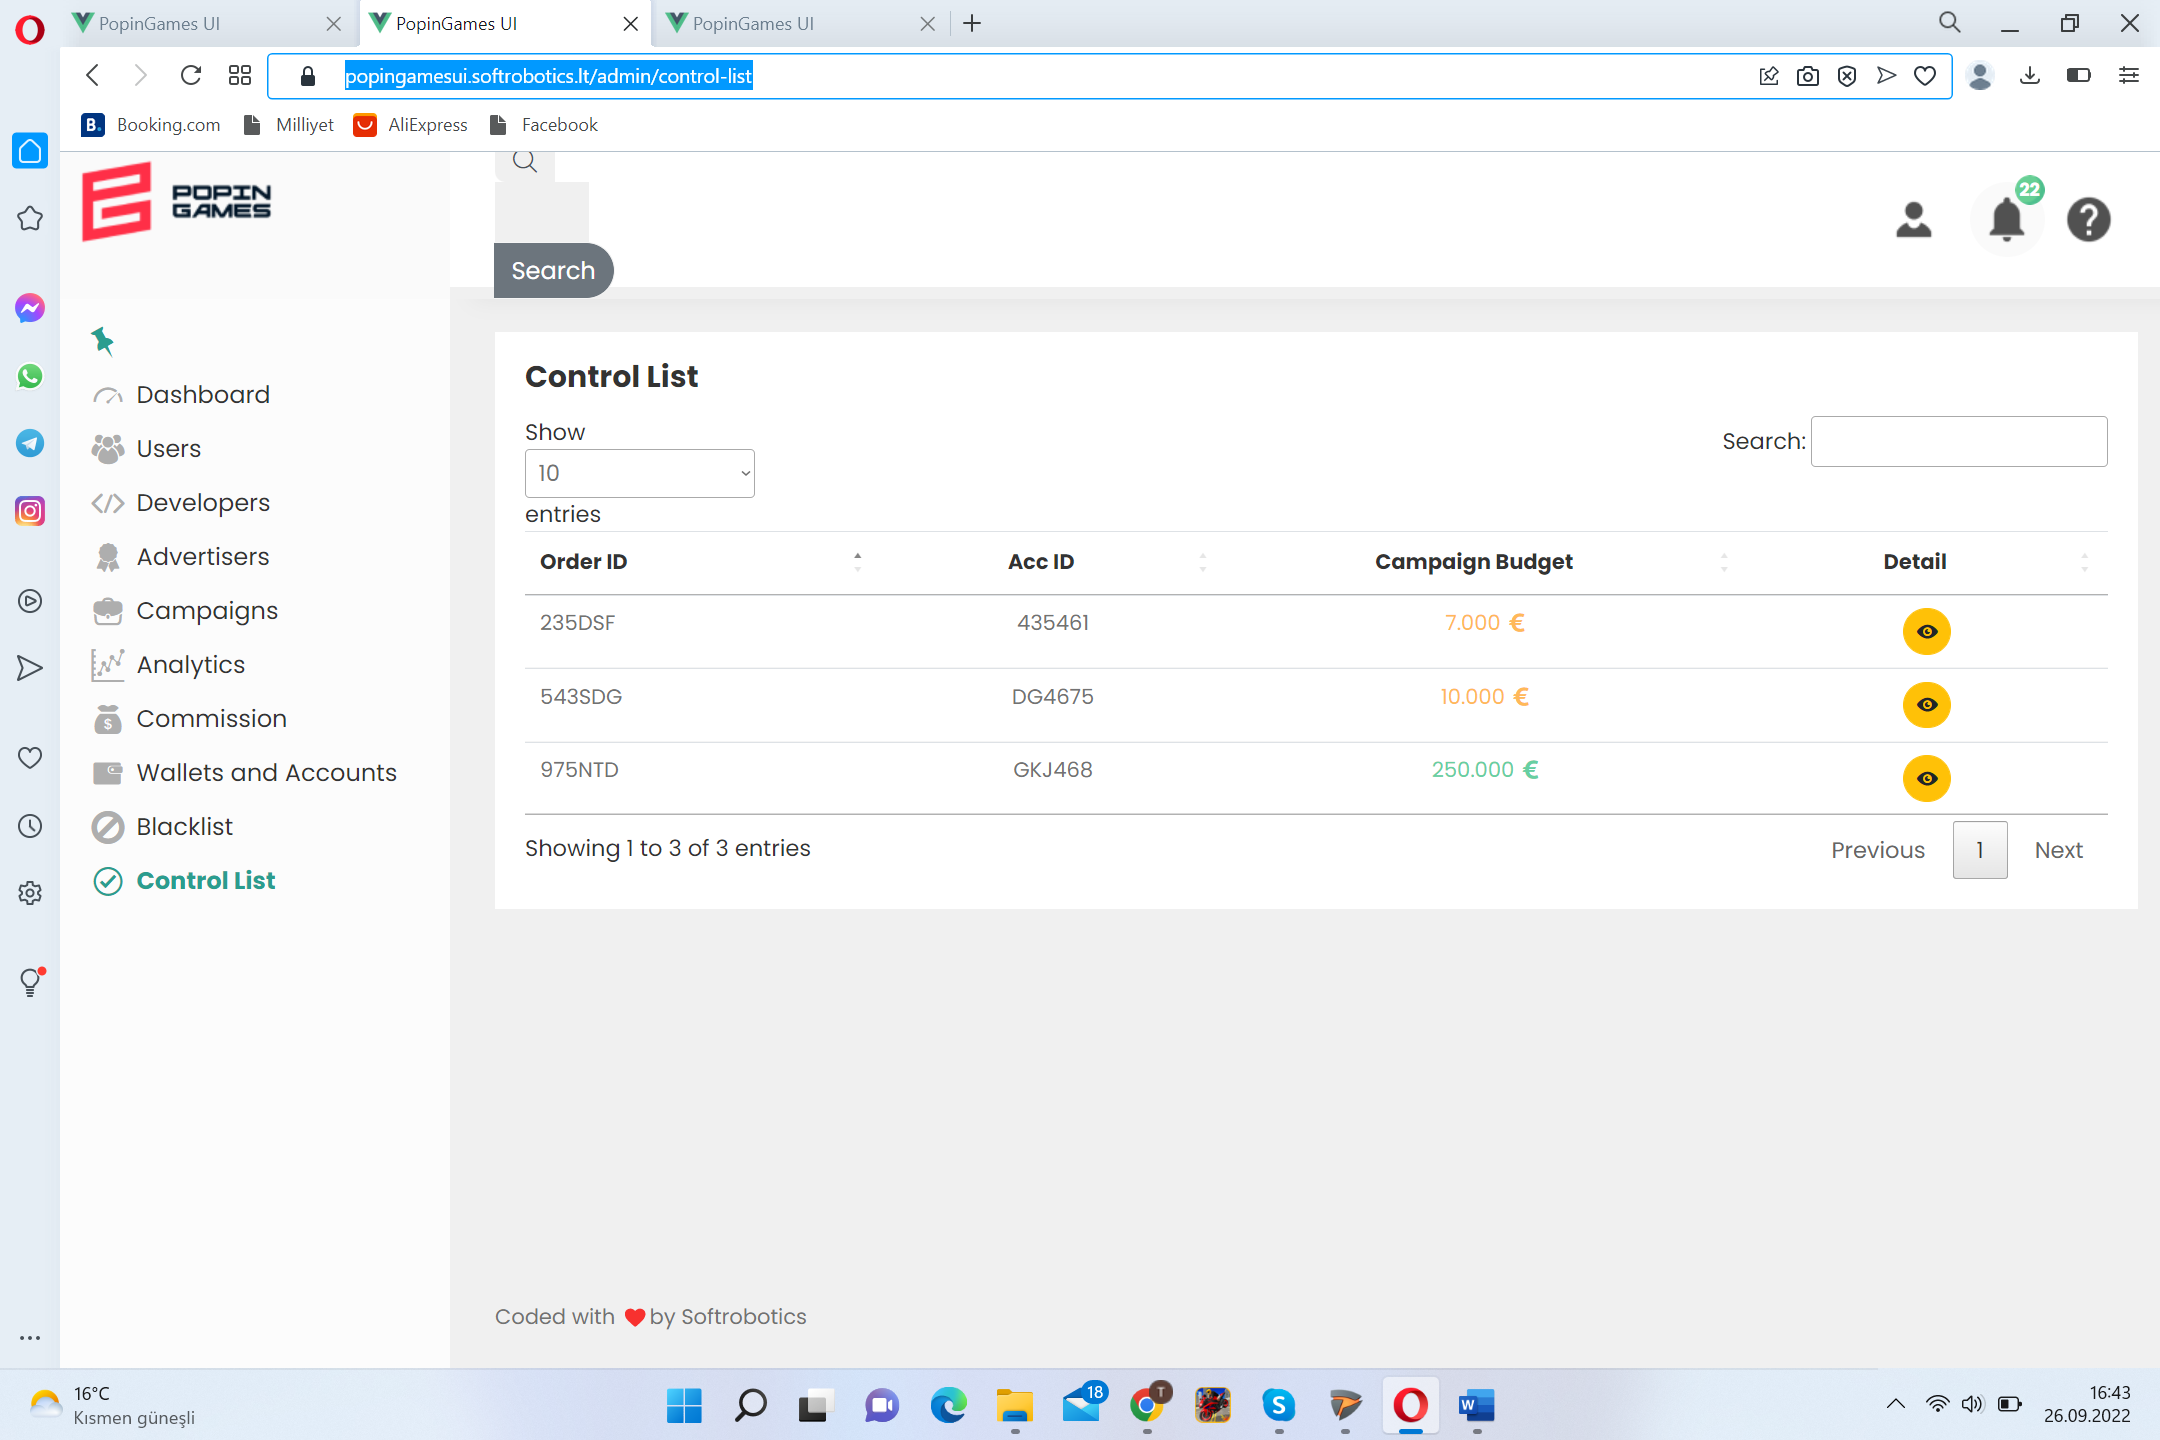 PopinGames UI
PopinGames UI
PopinGames UI
popingamesui.softrobotics.lt/admin/control-list
B. Booking.com
Milliyet
AliExpress
Facebook
POPIN
GAMES
22
Search
Dashboard
Users
Developers
Advertisers
Campaigns
Analytics
Commission
Wallets and Accounts
Blacklist
Control List
Control List
Show
10
entries
Search:
Order ID Acc ID Campaign Budget Detail
235DSF 435461 7.000 €
543SDG DG4675 10.000 €
975NTD GKJ468 250.000 €
Showing 1 to 3 of 3 entries
Previous 1 Next
Coded with ❤ by Softrobotics
16°C
Kısmen güneşli
18
T
S
W
16:43
26.09.2022